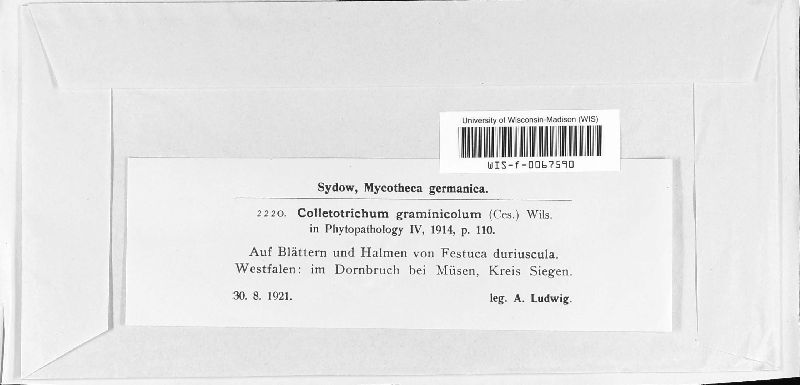 University of Wisconsin-Madison (WIS)
WIS-f-0067590
Sydow, Mycotheca germanica.
2220. Colletotrichum graminicolum (Ces.) Wils.
in Phytopathology IV, 1914, p. 110.
Auf Blättern und Halmen von Festuca duriuscula.
Westfalen: im Dornbruch bei Müsen, Kreis Siegen.
30. 8. 1921. leg. A. Ludwig.